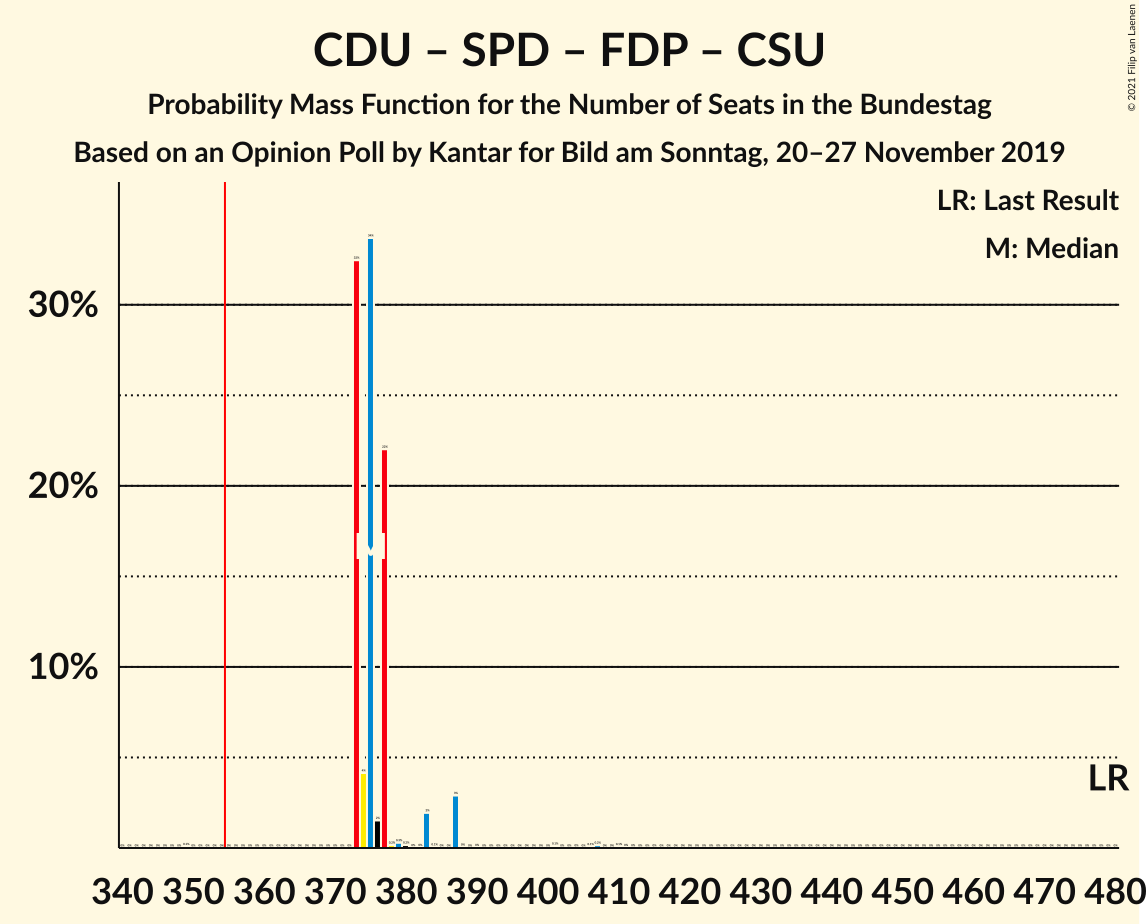 CDU – SPD – FDP – CSU
Probability Mass Function for the Number of Seats in the Bundestag
Based on an Opinion Poll by Kantar for Bild am Sonntag, 20–27 November 2019
© 2021 Filip van Laenen
LR: Last Result
M: Median
30%
20%
10%
M
LR
340 350 360 370 380 390 400 410 420 430 440 450 460 470 480